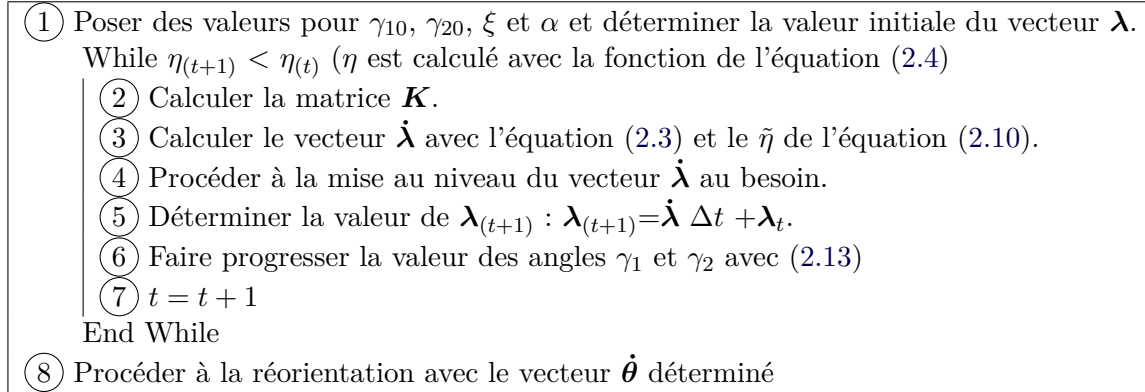 ① Poser des valeurs pour γ₁₀, γ₂₀, ξ et α et déterminer la valeur initiale du vecteur λ.
While η₍ₜ₊₁₎ < η₍ₜ₎ (η est calculé avec la fonction de l'équation (2.4)
② Calculer la matrice K.
③ Calculer le vecteur λ̇ avec l'équation (2.3) et le η̃ de l'équation (2.10).
④ Procéder à la mise au niveau du vecteur λ̇ au besoin.
⑤ Déterminer la valeur de λ₍ₜ₊₁₎ : λ₍ₜ₊₁₎=λ̇ Δt +λₜ.
⑥ Faire progresser la valeur des angles γ₁ et γ₂ avec (2.13)
⑦ t = t + 1
End While
⑧ Procéder à la réorientation avec le vecteur θ̇ déterminé